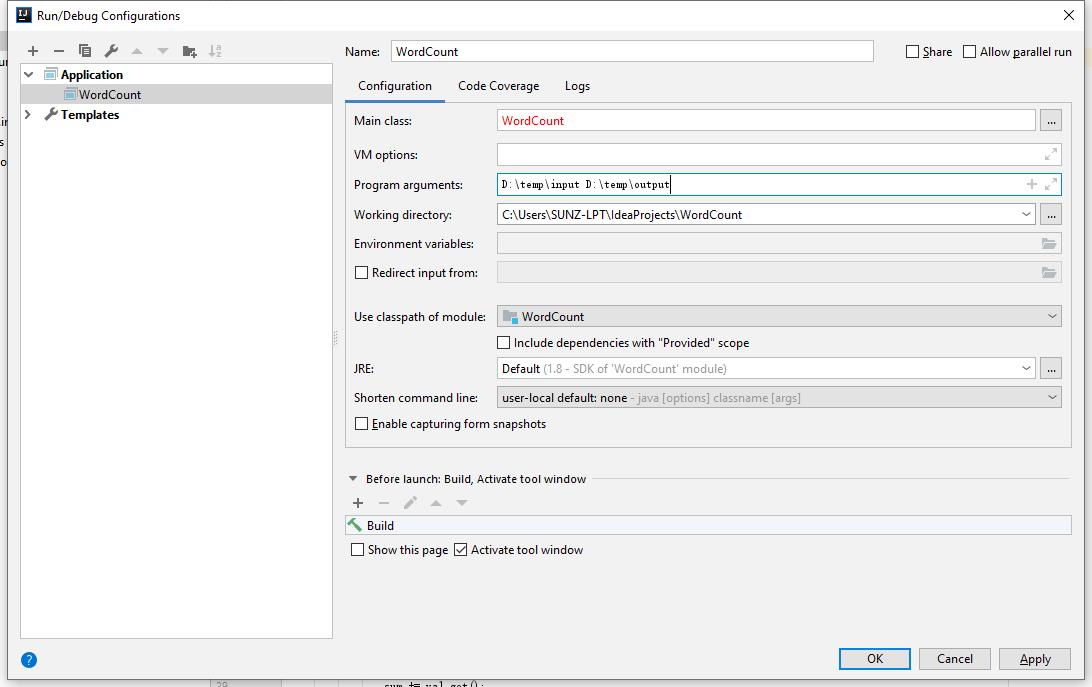 Run/Debug Configurations
Name: WordCount Share Allow parallel run
Application
WordCount
Templates
Configuration Code Coverage Logs
Main class: WordCount ...
VM options:
Program arguments: D:\temp\input D:\temp\output
Working directory: C:\Users\SUNZ-LPT\IdeaProjects\WordCount ...
Environment variables:
Redirect input from:
Use classpath of module: WordCount
Include dependencies with "Provided" scope
JRE: Default (1.8 - SDK of 'WordCount' module) ...
Shorten command line: user-local default: none - java [options] classname [args]
Enable capturing form snapshots
Before launch: Build, Activate tool window
Build
Show this page Activate tool window
? OK Cancel Apply
29 sum += val.get();